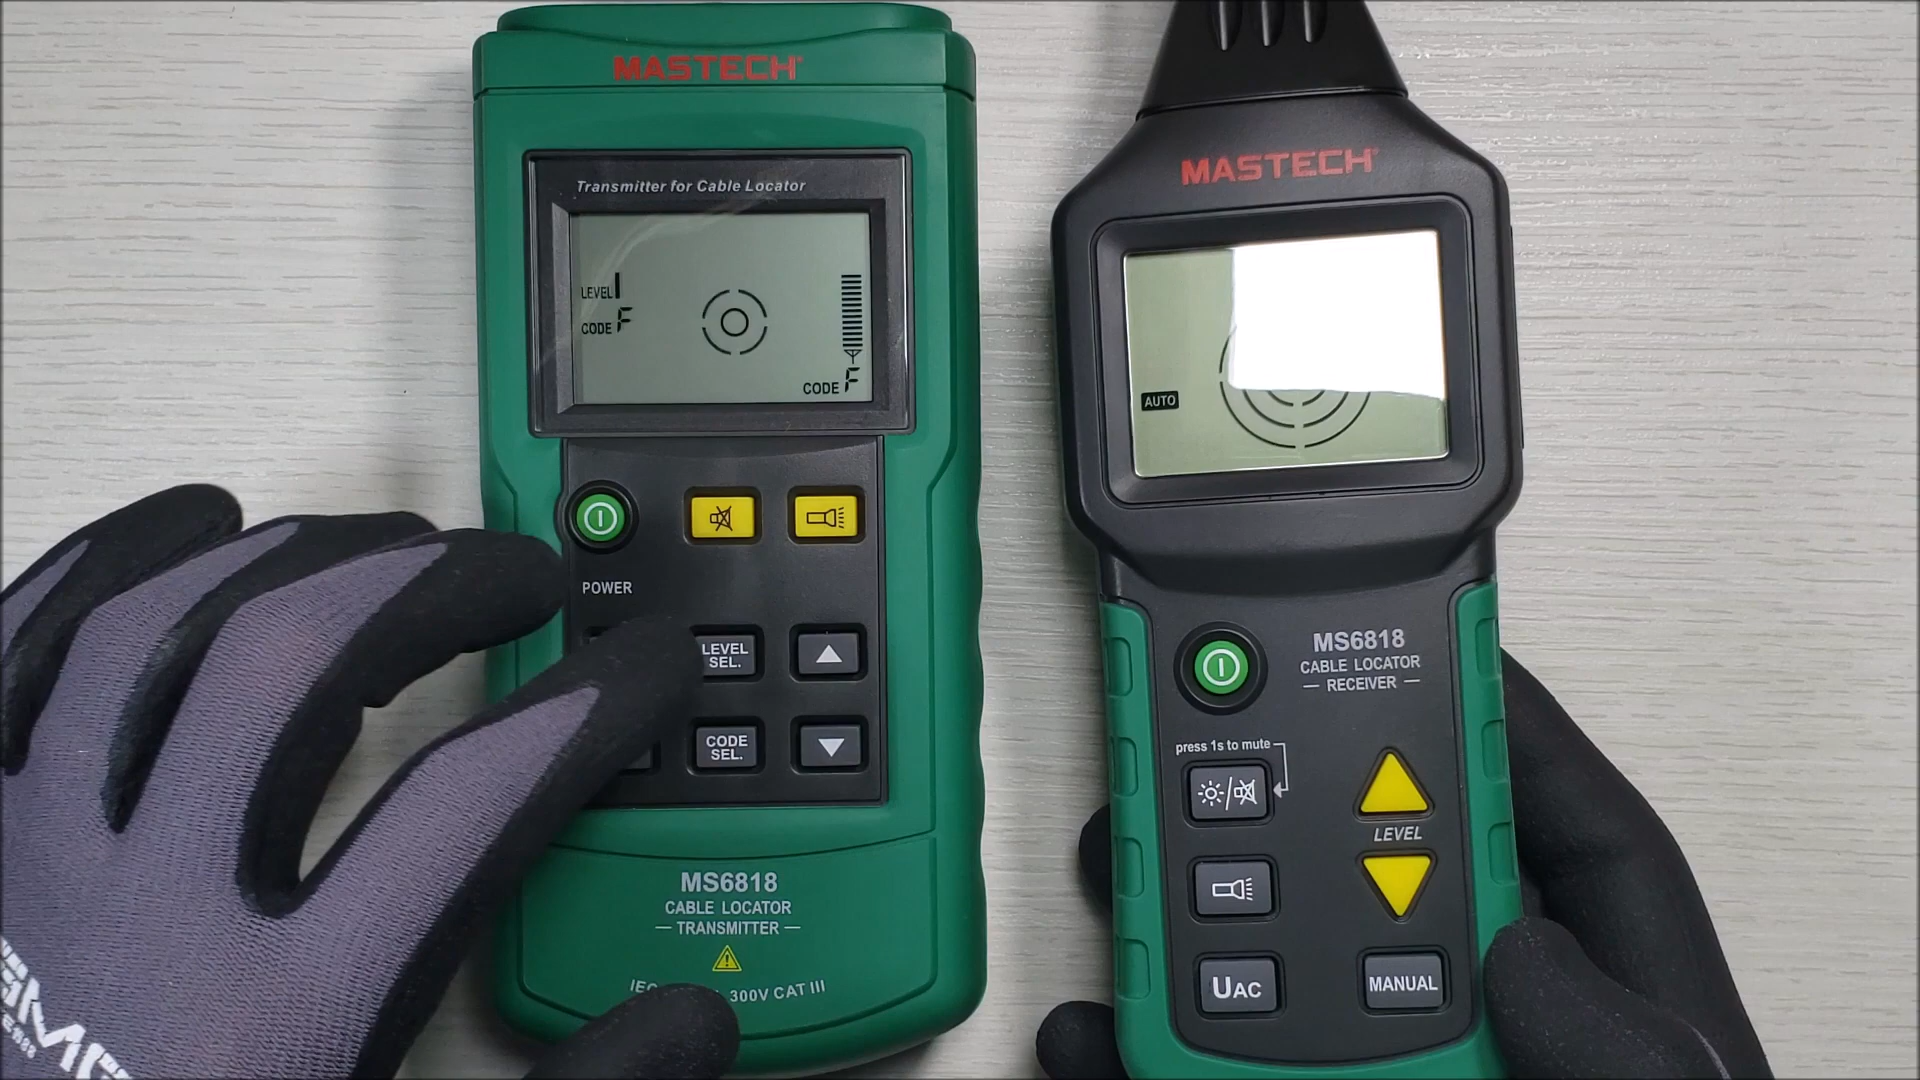 MASTECH
Transmitter for Cable Locator
LEVEL 1
CODE F
CODE F
POWER
LEVEL
SEL.
CODE
SEL.
MS6818
CABLE LOCATOR
— TRANSMITTER —
300V CAT III
MASTECH
AUTO
MS6818
CABLE LOCATOR
— RECEIVER —
press 1s to mute
LEVEL
UAC
MANUAL